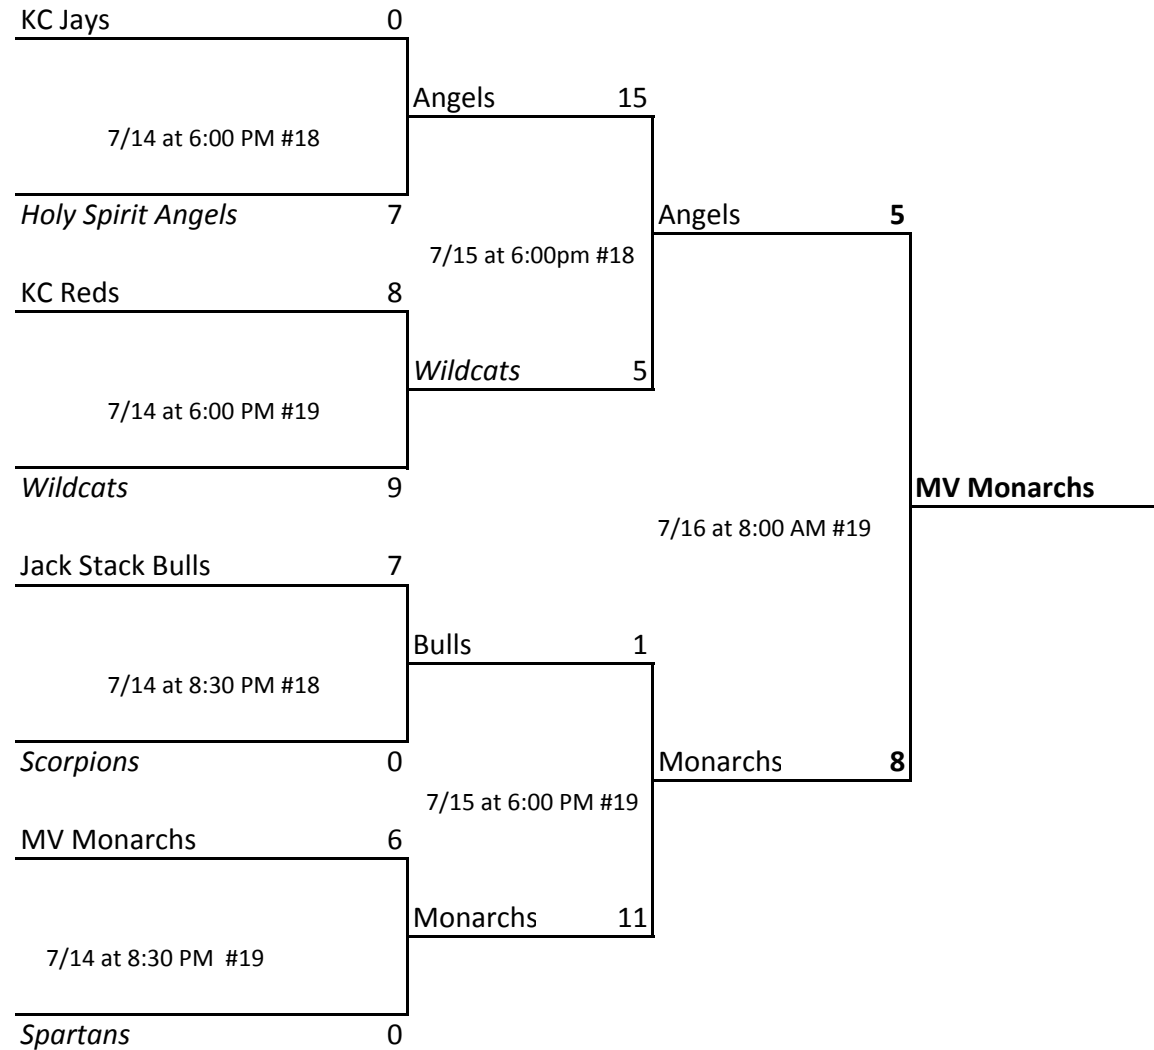 KC Jays 0
Angels 15
7/14 at 6:00 PM #18
Holy Spirit Angels 7
Angels 5
7/15 at 6:00pm #18
KC Reds 8
Wildcats 5
7/14 at 6:00 PM #19
Wildcats 9
MV Monarchs
7/16 at 8:00 AM #19
Jack Stack Bulls 7
Bulls 1
7/14 at 8:30 PM #18
Scorpions 0
Monarchs 8
7/15 at 6:00 PM #19
MV Monarchs 6
Monarchs 11
7/14 at 8:30 PM #19
Spartans 0